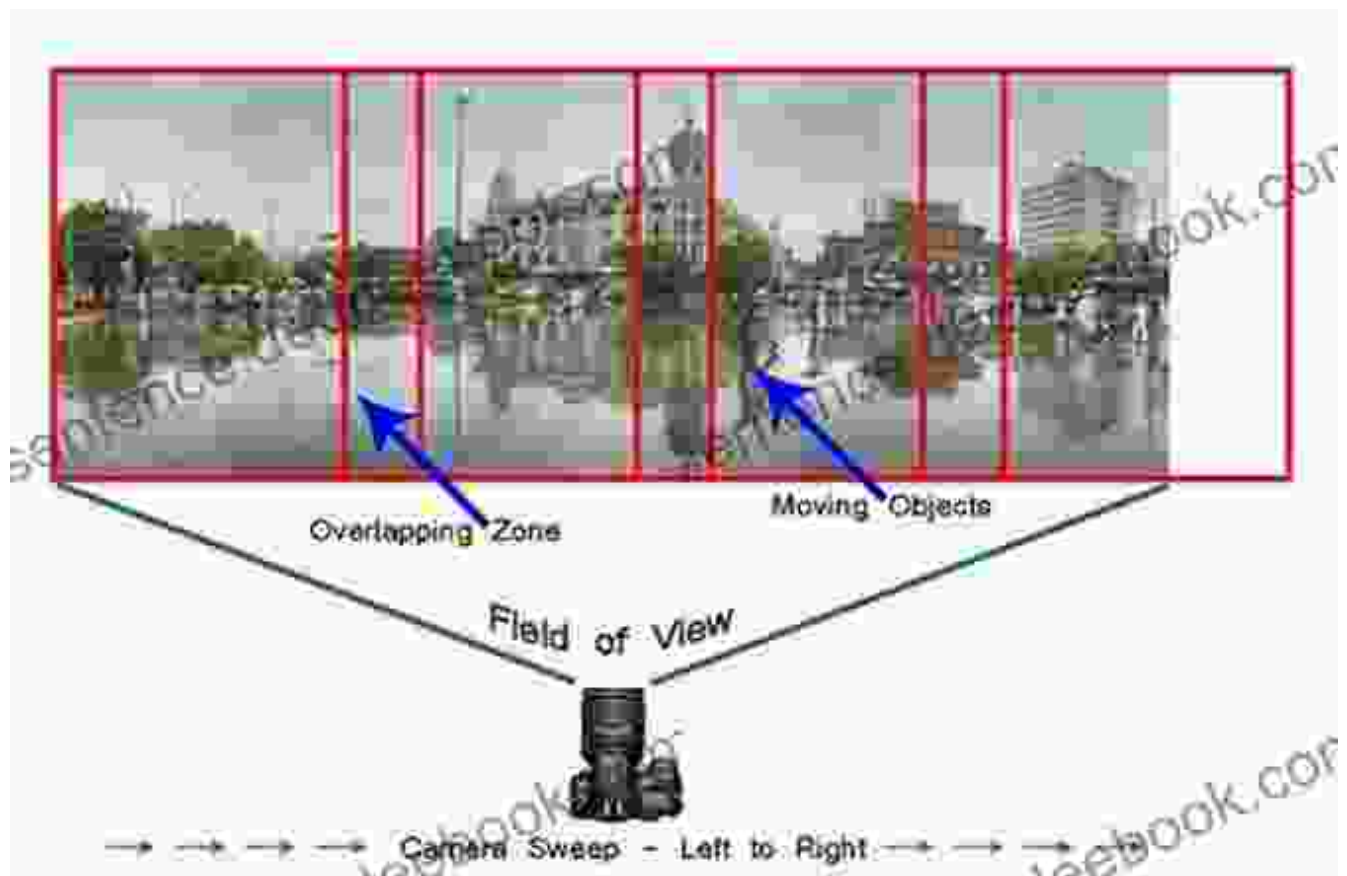 Overlapping Zone
Moving Objects
Field of View
Camera Sweep - Left to Right